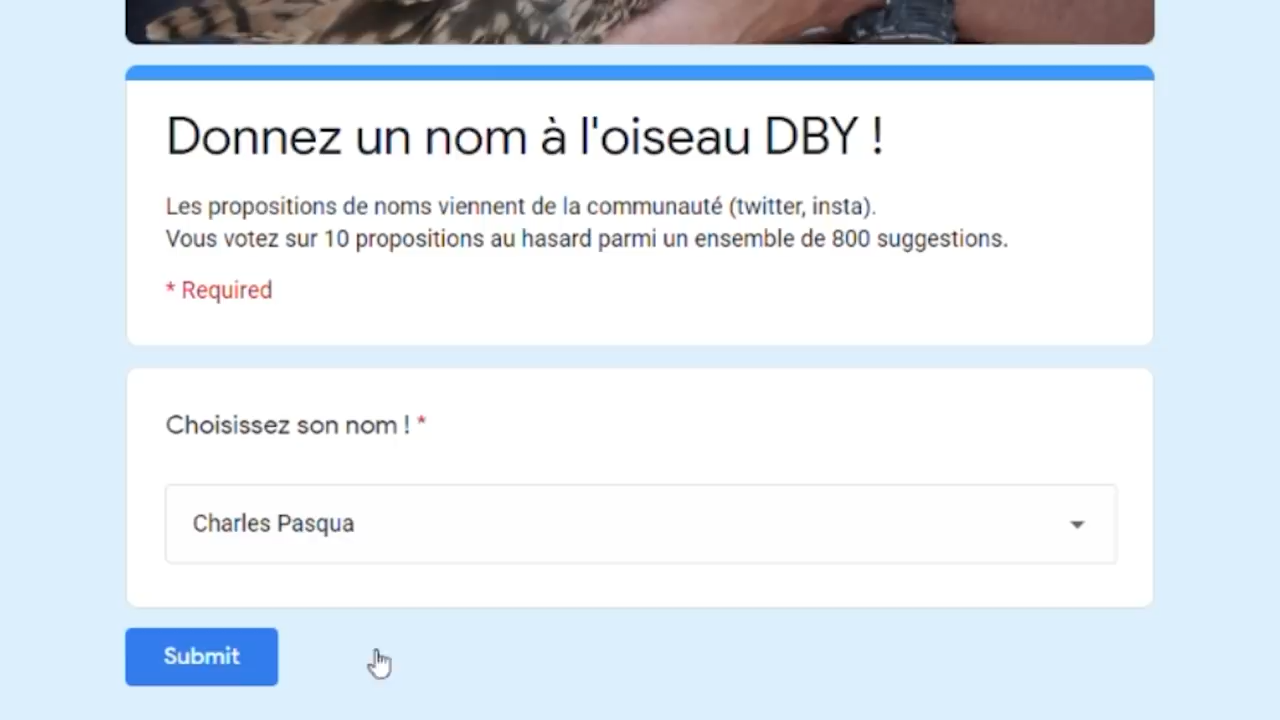 Donnez un nom à l'oiseau DBY !
Les propositions de noms viennent de la communauté (twitter, insta).
Vous votez sur 10 propositions au hasard parmi un ensemble de 800 suggestions.
* Required
Choisissez son nom ! *
Charles Pasqua
Submit